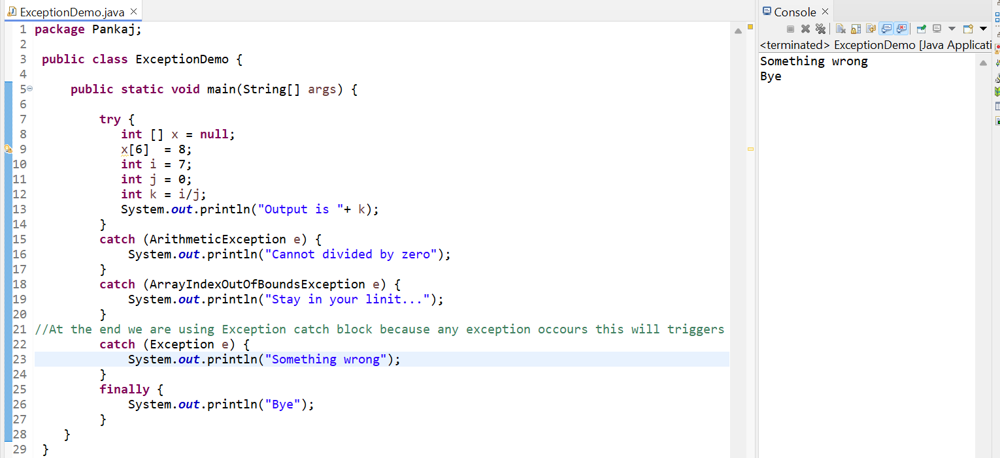 ExceptionDemo.java
1 package Pankaj;
2
3 public class ExceptionDemo {
4
5 public static void main(String[] args) {
6
7 try {
8 int [] x = null;
9 x[6]  = 8;
10 int i = 7;
11 int j = 0;
12 int k = i/j;
13 System.out.println("Output is "+ k);
14 }
15 catch (ArithmeticException e) {
16 System.out.println("Cannot divided by zero");
17 }
18 catch (ArrayIndexOutOfBoundsException e) {
19 System.out.println("Stay in your linit...");
20 }
21 //At the end we are using Exception catch block because any exception occours this will triggers
22 catch (Exception e) {
23 System.out.println("Something wrong");
24 }
25 finally {
26 System.out.println("Bye");
27 }
28 }
29 }
Console
<terminated> ExceptionDemo [Java Applicati
Something wrong
Bye